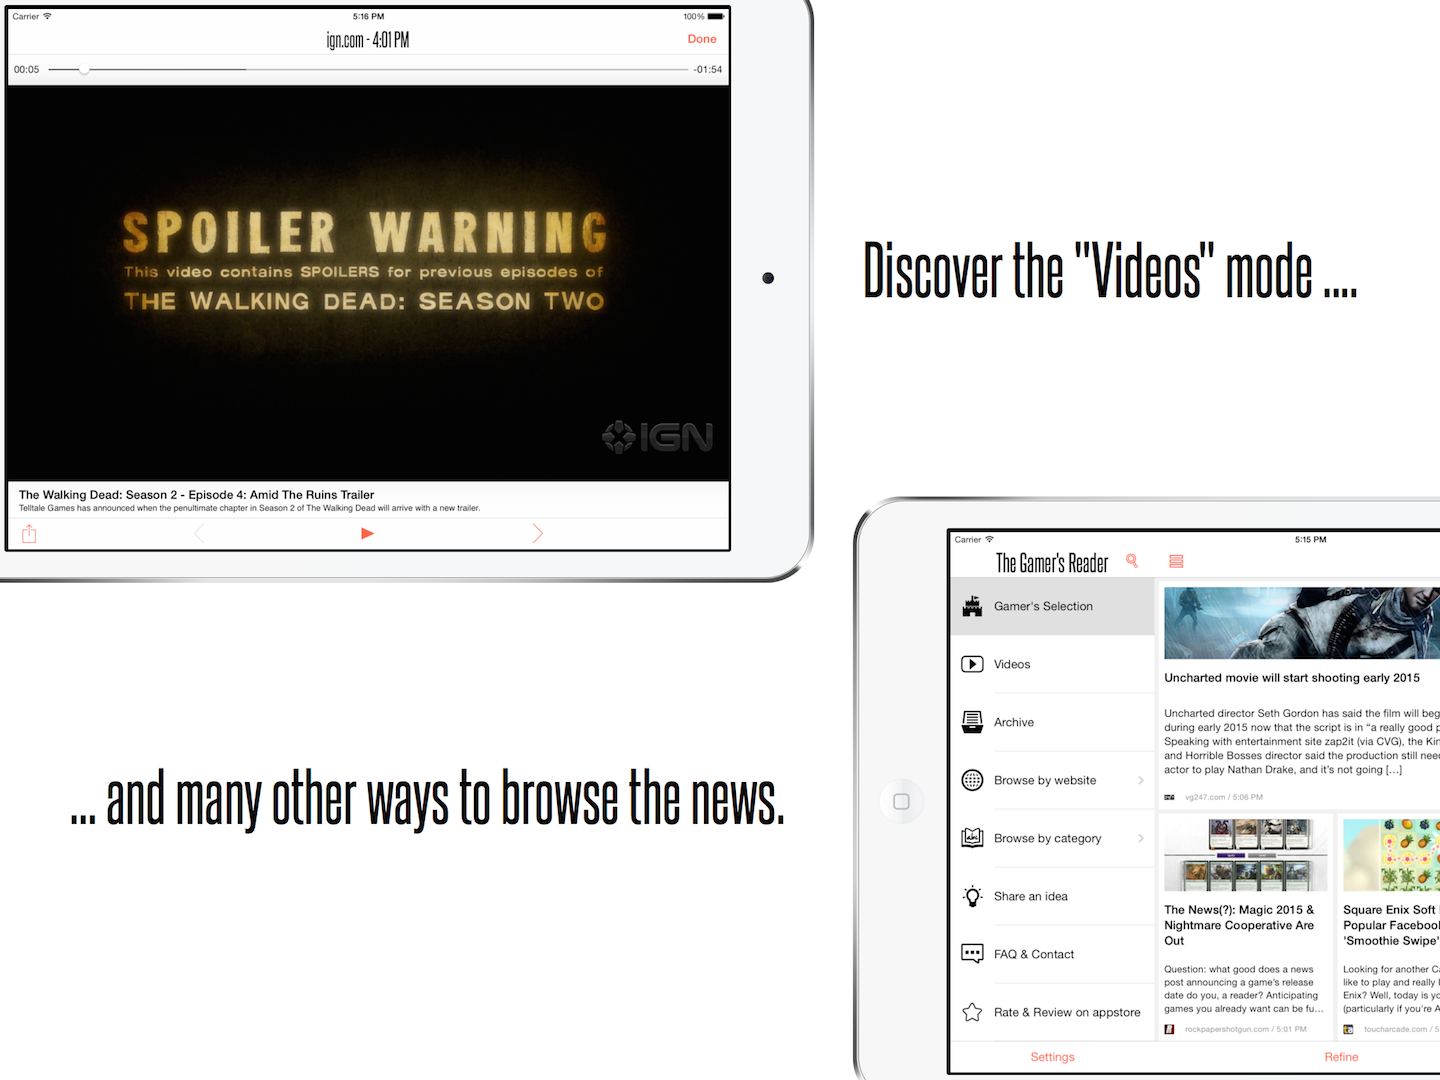 Carrier 5:16 PM 100%
ign.com - 4:01 PM
Done
00:05 -01:54
SPOILER WARNING
This video contains SPOILERS for previous episodes of
THE WALKING DEAD: SEASON TWO
IGN
The Walking Dead: Season 2 - Episode 4: Amid The Ruins Trailer
Telltale Games has announced when the penultimate chapter in Season 2 of The Walking Dead will arrive with a new trailer.
Discover the "Videos" mode ....
... and many other ways to browse the news.
Carrier 5:15 PM
The Gamer's Reader
Gamer's Selection
Videos
Archive
Browse by website
Browse by category
Share an idea
FAQ & Contact
Rate & Review on appstore
Settings
Uncharted movie will start shooting early 2015
Uncharted director Seth Gordon has said the film will beg
during early 2015 now that the script is in “a really good p
Speaking with entertainment site zap2it (via CVG), the Kin
and Horrible Bosses director said the production still need
actor to play Nathan Drake, and it’s not going […]
vg247.com / 5:06 PM
The News(?): Magic 2015 &
Nightmare Cooperative Are
Out
Question: what good does a news
post announcing a game’s release
date do you, a reader? Anticipating
games you already want can be fu...
rockpapershotgun.com / 5:01 PM
Square Enix Soft
Popular Facebook
'Smoothie Swipe'
Looking for another Ca
like to play and really l
Enix? Well, today is yo
(particularly if you're A
toucharcade.com / 5
Refine